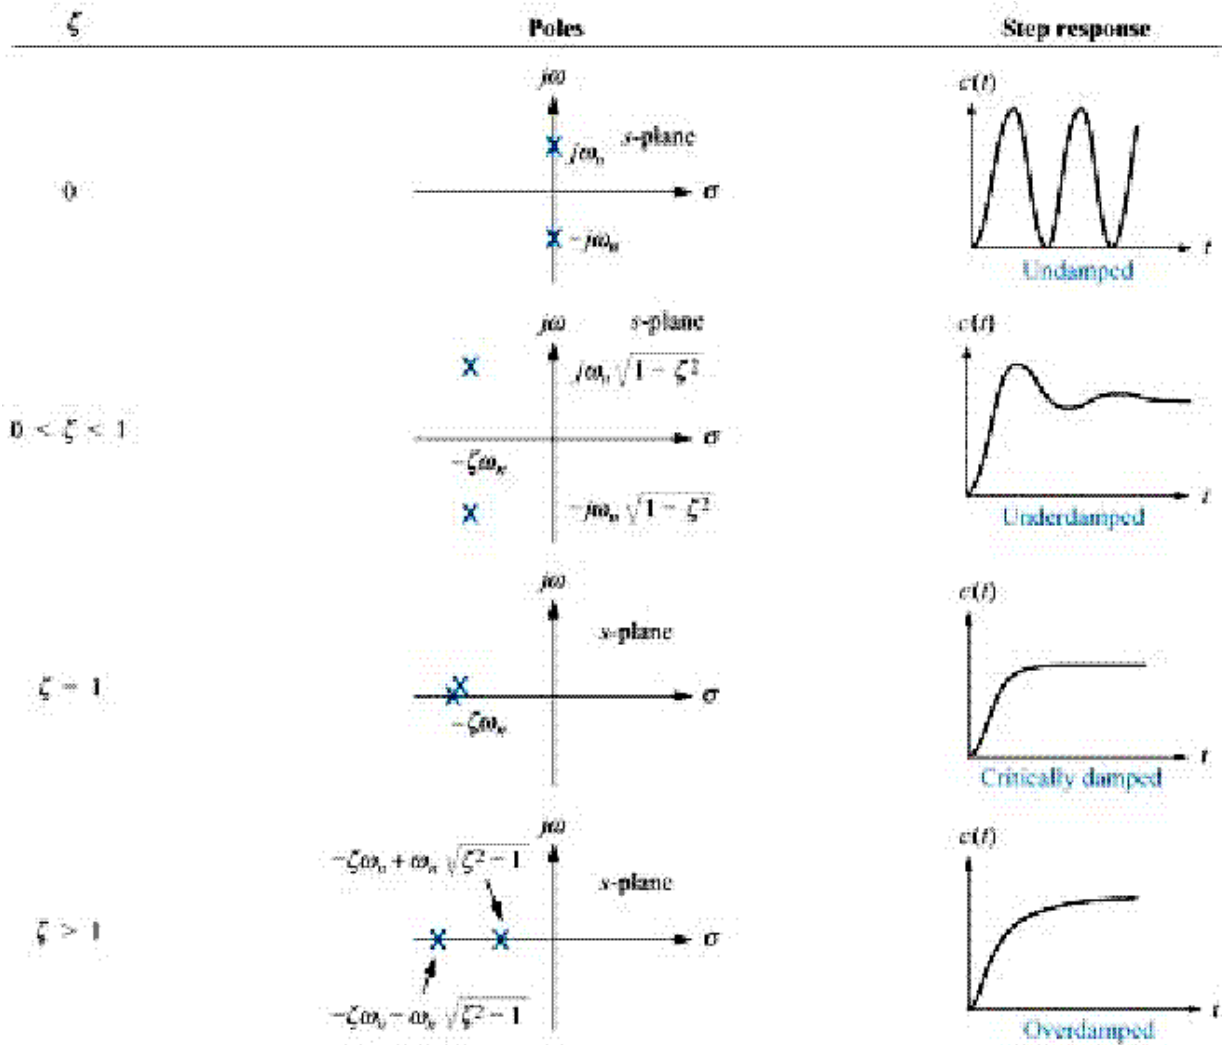 ζ Poles Step response
jω c(t)
s-plane
jωₙ
0 σ
-jωₙ t
Undamped
jω s-plane c(t)
jωₙ√1 - ζ²
0 < ζ < 1 σ
-ζωₙ
-jωₙ√1 - ζ² t
Underdamped
jω c(t)
s-plane
ζ = 1 σ
-ζωₙ t
Critically damped
jω c(t)
-ζωₙ + ωₙ√ζ² - 1
s-plane
ζ > 1 σ
-ζωₙ - ωₙ√ζ² - 1 t
Overdamped